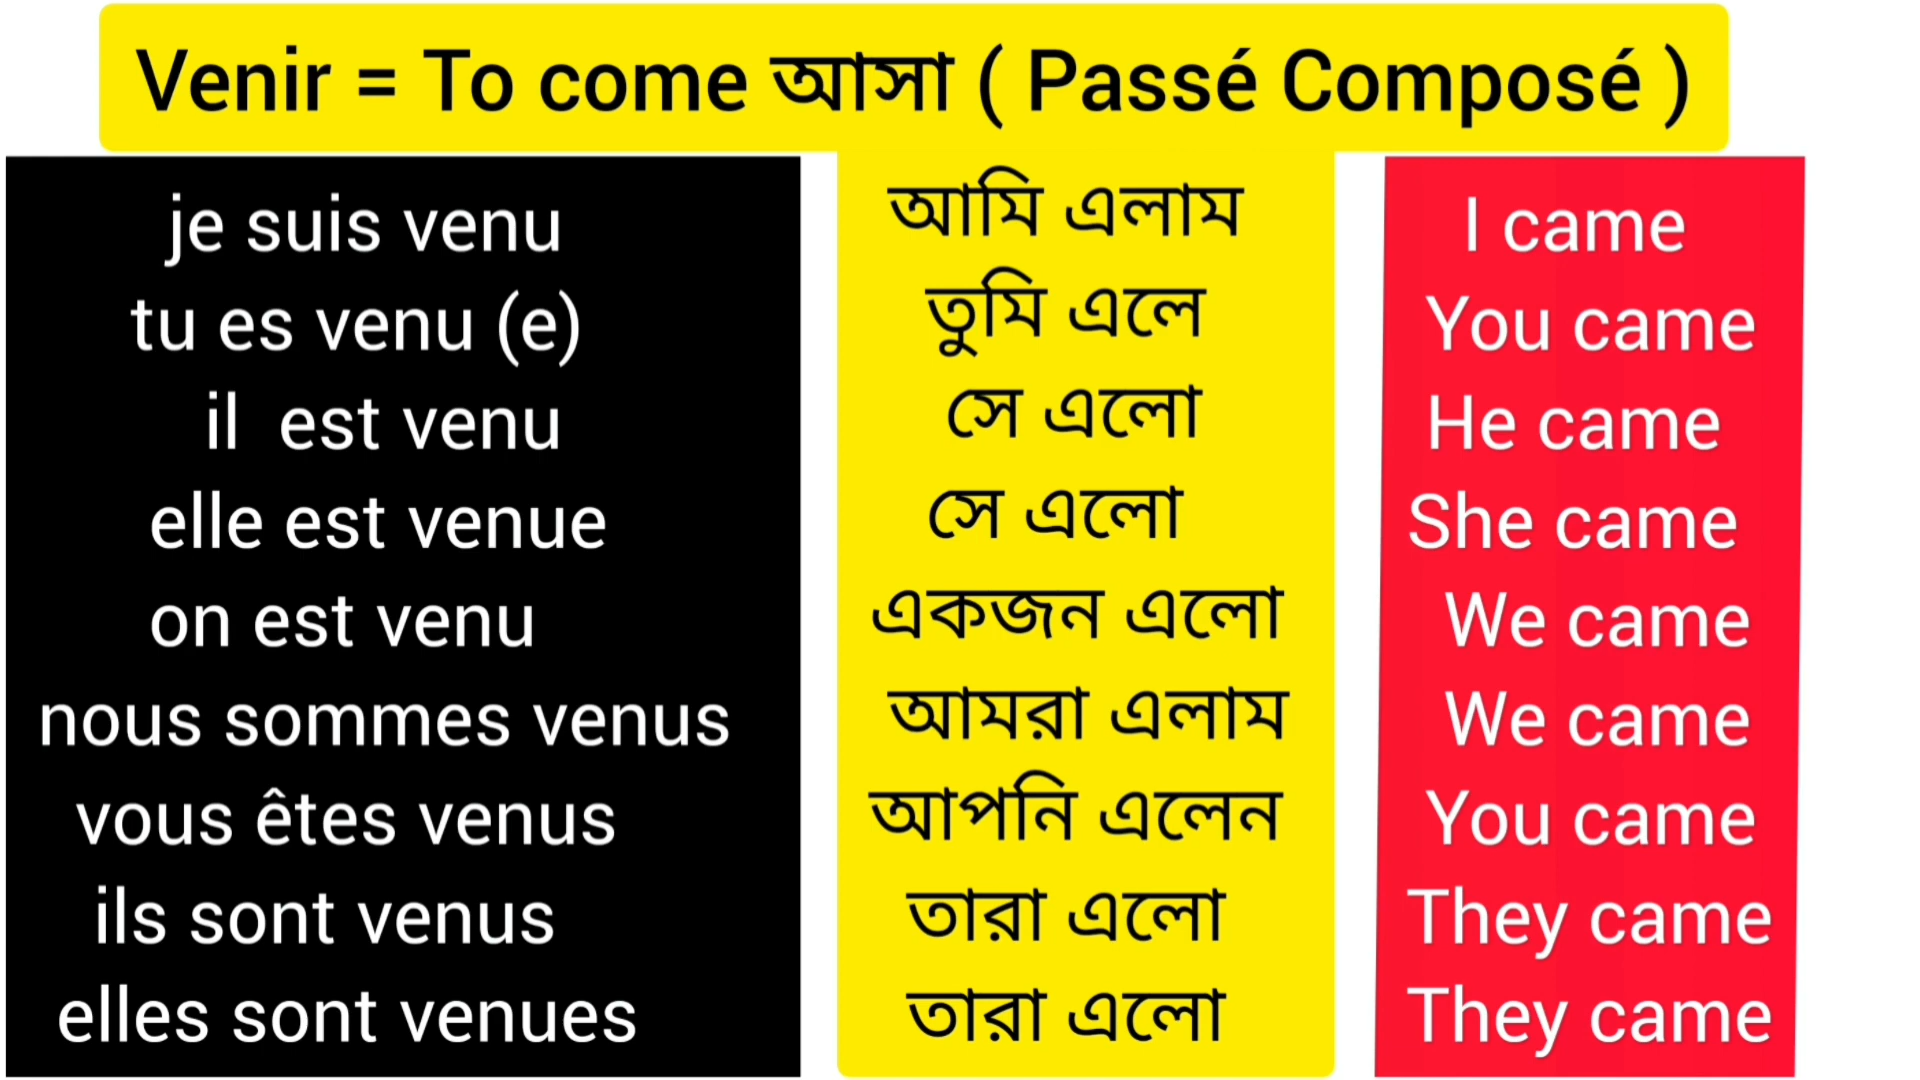 Venir = To come আসা ( Passé Composé )
je suis venu আমি এলাম I came
tu es venu (e) তুমি এলে You came
il est venu সে এলো He came
elle est venue সে এলো She came
on est venu একজন এলো We came
nous sommes venus আমরা এলাম We came
vous êtes venus আপনি এলেন You came
ils sont venus তারা এলো They came
elles sont venues তারা এলো They came